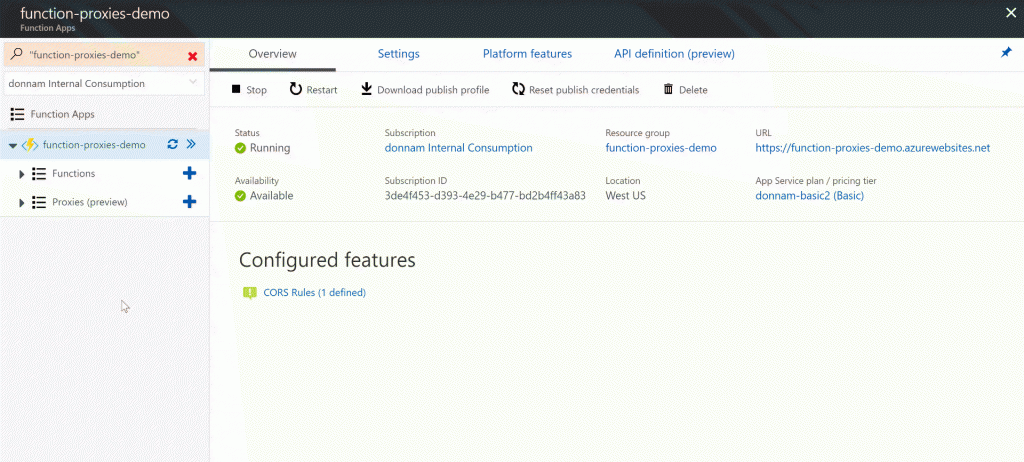 function-proxies-demo
Function Apps
"function-proxies-demo"
donnam Internal Consumption
Function Apps
function-proxies-demo
Functions
Proxies (preview)
Overview Settings Platform features API definition (preview)
Stop Restart Download publish profile Reset publish credentials Delete
Status Subscription Resource group URL
Running donnam Internal Consumption function-proxies-demo https://function-proxies-demo.azurewebsites.net
Availability Subscription ID Location App Service plan / pricing tier
Available 3de4f453-d393-4e29-b477-bd2b4ff43a83 West US donnam-basic2 (Basic)
Configured features
CORS Rules (1 defined)